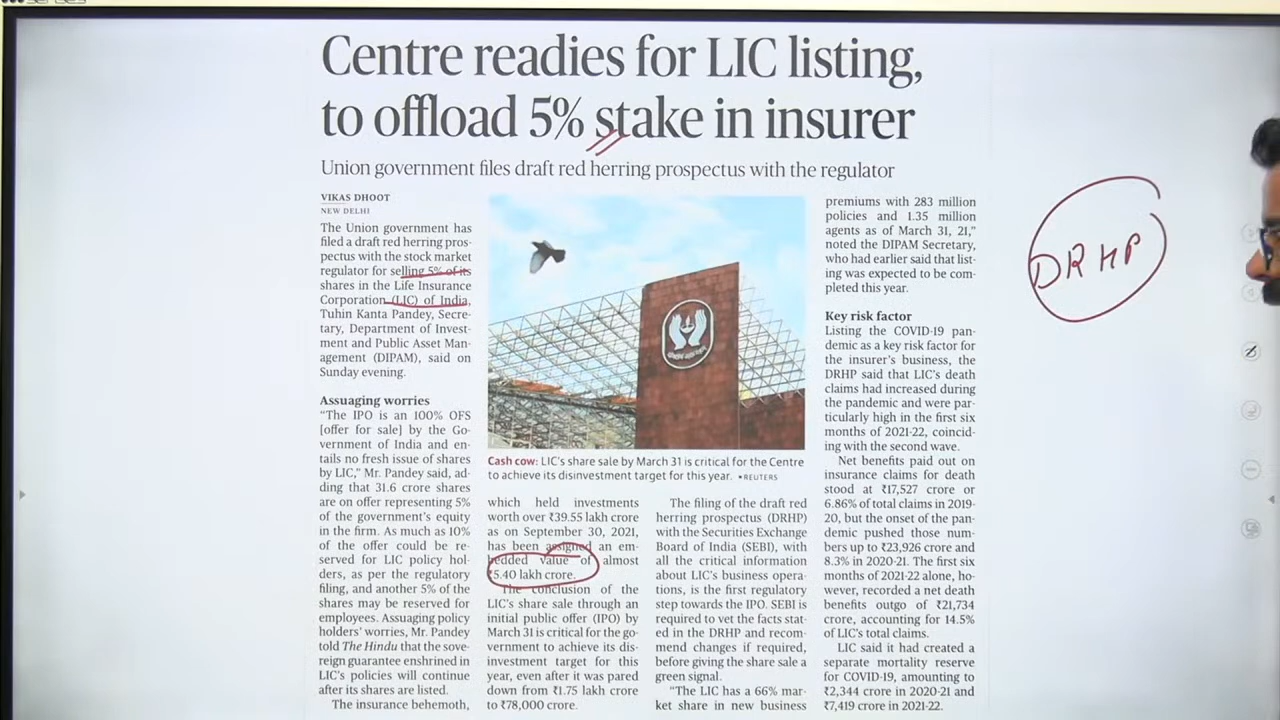 Centre readies for LIC listing,
to offload 5% stake in insurer
Union government files draft red herring prospectus with the regulator
VIKAS DHOOT
NEW DELHI
The Union government has
filed a draft red herring pros-
pectus with the stock market
regulator for selling 5% of its
shares in the Life Insurance
Corporation (LIC) of India,
Tuhin Kanta Pandey, Secre-
tary, Department of Invest-
ment and Public Asset Man-
agement (DIPAM), said on
Sunday evening.
Assuaging worries
“The IPO is an 100% OFS
[offer for sale] by the Go-
vernment of India and en-
tails no fresh issue of shares
by LIC,” Mr. Pandey said, ad-
ding that 31.6 crore shares
are on offer representing 5%
of the government’s equity
in the firm. As much as 10%
of the offer could be re-
served for LIC policy hol-
ders, as per the regulatory
filing, and another 5% of the
shares may be reserved for
employees. Assuaging policy
holders’ worries, Mr. Pandey
told The Hindu that the sove-
reign guarantee enshrined in
LIC’s policies will continue
after its shares are listed.
The insurance behemoth,
Cash cow: LIC’s share sale by March 31 is critical for the Centre
to achieve its disinvestment target for this year. •REUTERS
which held investments
worth over ₹39.55 lakh crore
as on September 30, 2021,
has been assigned an em-
bedded value of almost
₹5.40 lakh crore.
The conclusion of the
LIC’s share sale through an
initial public offer (IPO) by
March 31 is critical for the go-
vernment to achieve its dis-
investment target for this
year, even after it was pared
down from ₹1.75 lakh crore
to ₹78,000 crore.
The filing of the draft red
herring prospectus (DRHP)
with the Securities Exchange
Board of India (SEBI), with
all the critical information
about LIC’s business opera-
tions, is the first regulatory
step towards the IPO. SEBI is
required to vet the facts stat-
ed in the DRHP and recom-
mend changes if required,
before giving the share sale a
green signal.
“The LIC has a 66% mar-
ket share in new business
premiums with 283 million
policies and 1.35 million
agents as of March 31, 21,”
noted the DIPAM Secretary,
who had earlier said that list-
ing was expected to be com-
pleted this year.
Key risk factor
Listing the COVID-19 pan-
demic as a key risk factor for
the insurer’s business, the
DRHP said that LIC’s death
claims had increased during
the pandemic and were par-
ticularly high in the first six
months of 2021-22, coincid-
ing with the second wave.
Net benefits paid out on
insurance claims for death
stood at ₹17,527 crore or
6.86% of total claims in 2019-
20, but the onset of the pan-
demic pushed those num-
bers up to ₹23,926 crore and
8.3% in 2020-21. The first six
months of 2021-22 alone, ho-
wever, recorded a net death
benefits outgo of ₹21,734
crore, accounting for 14.5%
of LIC’s total claims.
LIC said it had created a
separate mortality reserve
for COVID-19, amounting to
₹2,344 crore in 2020-21 and
₹7,419 crore in 2021-22.
DRHP